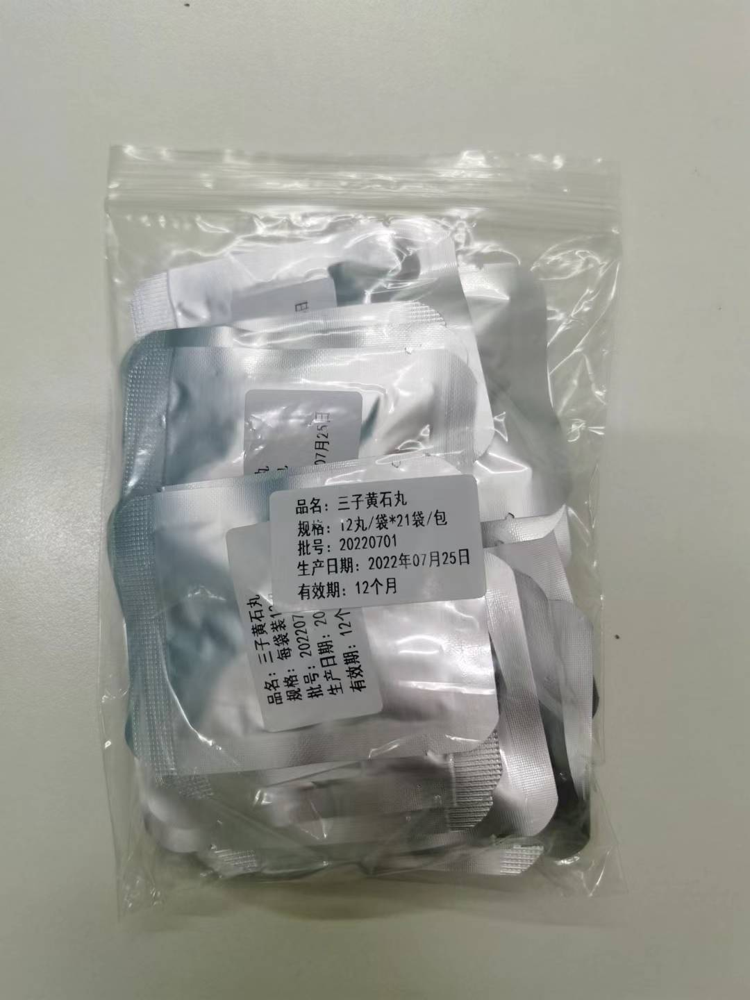 日
07月25日
丸
品名：三子黄石丸
规格：12丸/袋*21袋/包
批号：20220701
生产日期：2022年07月25日
有效期：12个月
品名：三子黄石丸
规格：每袋装12
批号：202207
生产日期：20
有效期：12个